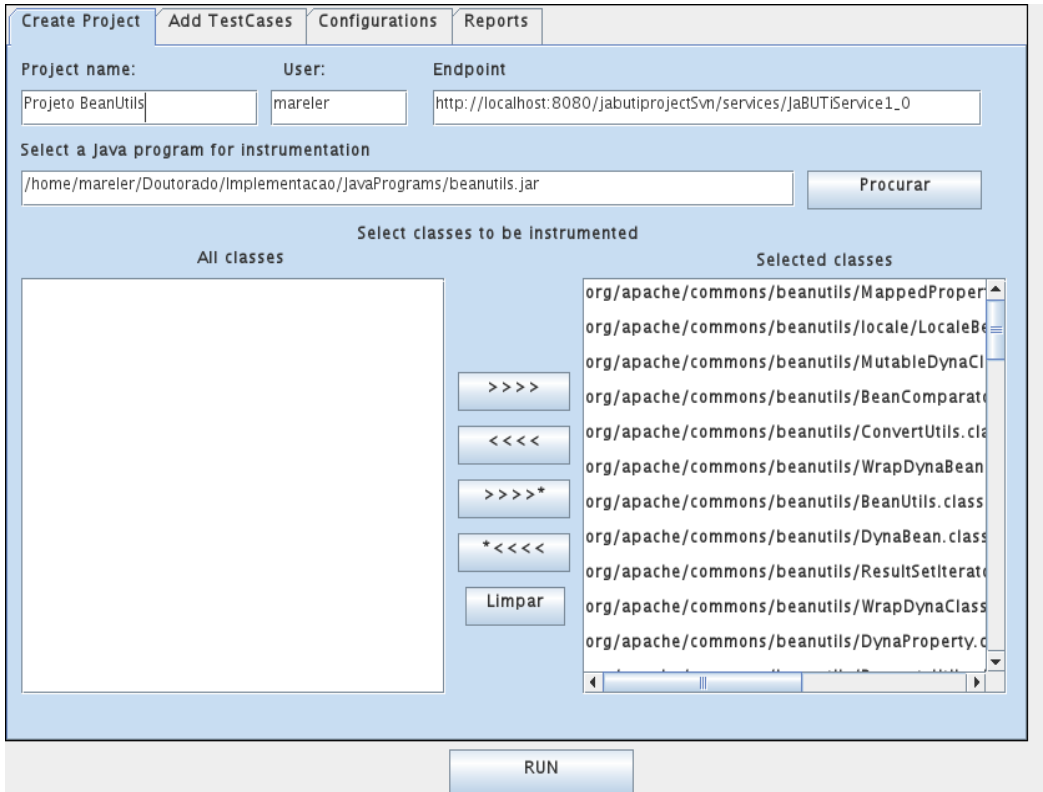 Create Project Add TestCases Configurations Reports
Project name: User: Endpoint
Projeto BeanUtils mareler http://localhost:8080/jabutiprojectSvn/services/JaBUTiService1_0
Select a Java program for instrumentation
/home/mareler/Doutorado/Implementacao/JavaPrograms/beanutils.jar Procurar
Select classes to be instrumented
All classes Selected classes
org/apache/commons/beanutils/MappedProper
org/apache/commons/beanutils/locale/LocaleBe
org/apache/commons/beanutils/MutableDynaCl
>>>>
org/apache/commons/beanutils/BeanComparato
<<<<
org/apache/commons/beanutils/ConvertUtils.cla
org/apache/commons/beanutils/WrapDynaBean
>>>>*
org/apache/commons/beanutils/BeanUtils.class
org/apache/commons/beanutils/DynaBean.class
*<<<<
org/apache/commons/beanutils/ResultSetIterato
Limpar
org/apache/commons/beanutils/WrapDynaClass
org/apache/commons/beanutils/DynaProperty.c
RUN